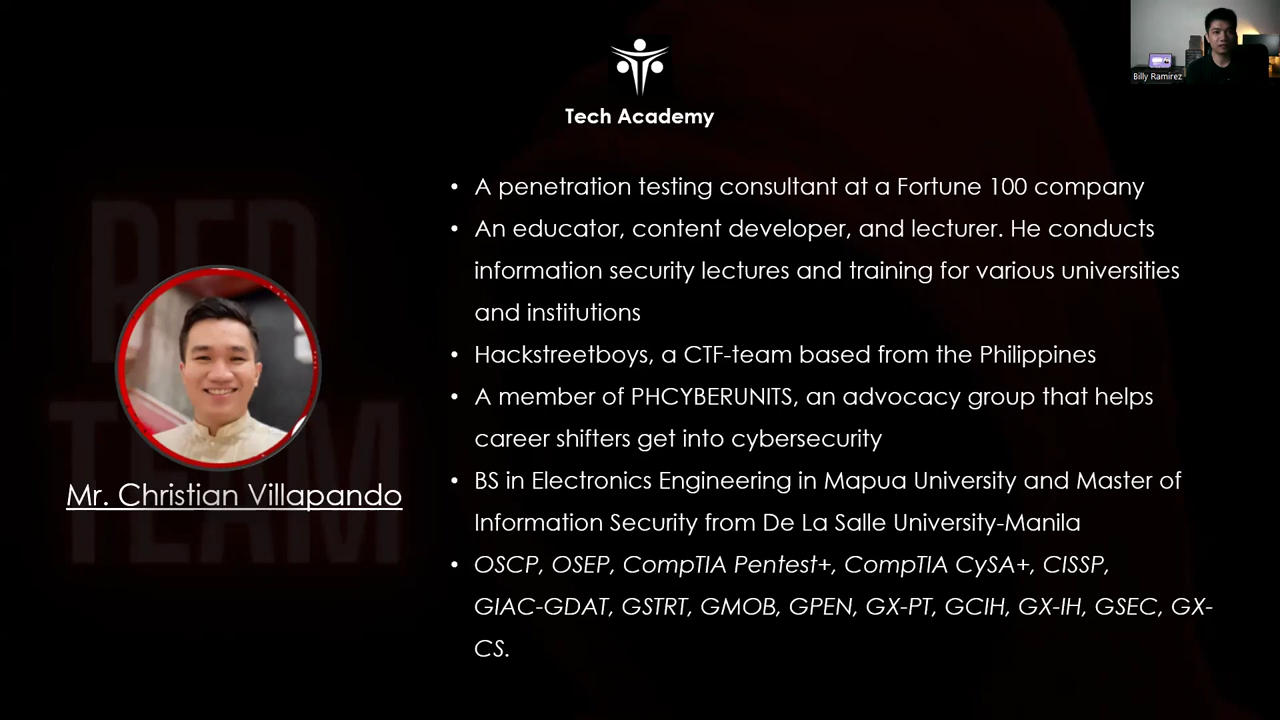 Billy Ramirez
Tech Academy
• A penetration testing consultant at a Fortune 100 company
• An educator, content developer, and lecturer. He conducts
information security lectures and training for various universities
and institutions
• Hackstreetboys, a CTF-team based from the Philippines
• A member of PHCYBERUNITS, an advocacy group that helps
career shifters get into cybersecurity
• BS in Electronics Engineering in Mapua University and Master of
Information Security from De La Salle University-Manila
• OSCP, OSEP, CompTIA Pentest+, CompTIA CySA+, CISSP,
GIAC-GDAT, GSTRT, GMOB, GPEN, GX-PT, GCIH, GX-IH, GSEC, GX-
CS.
RED
TEAM
Mr. Christian Villapando